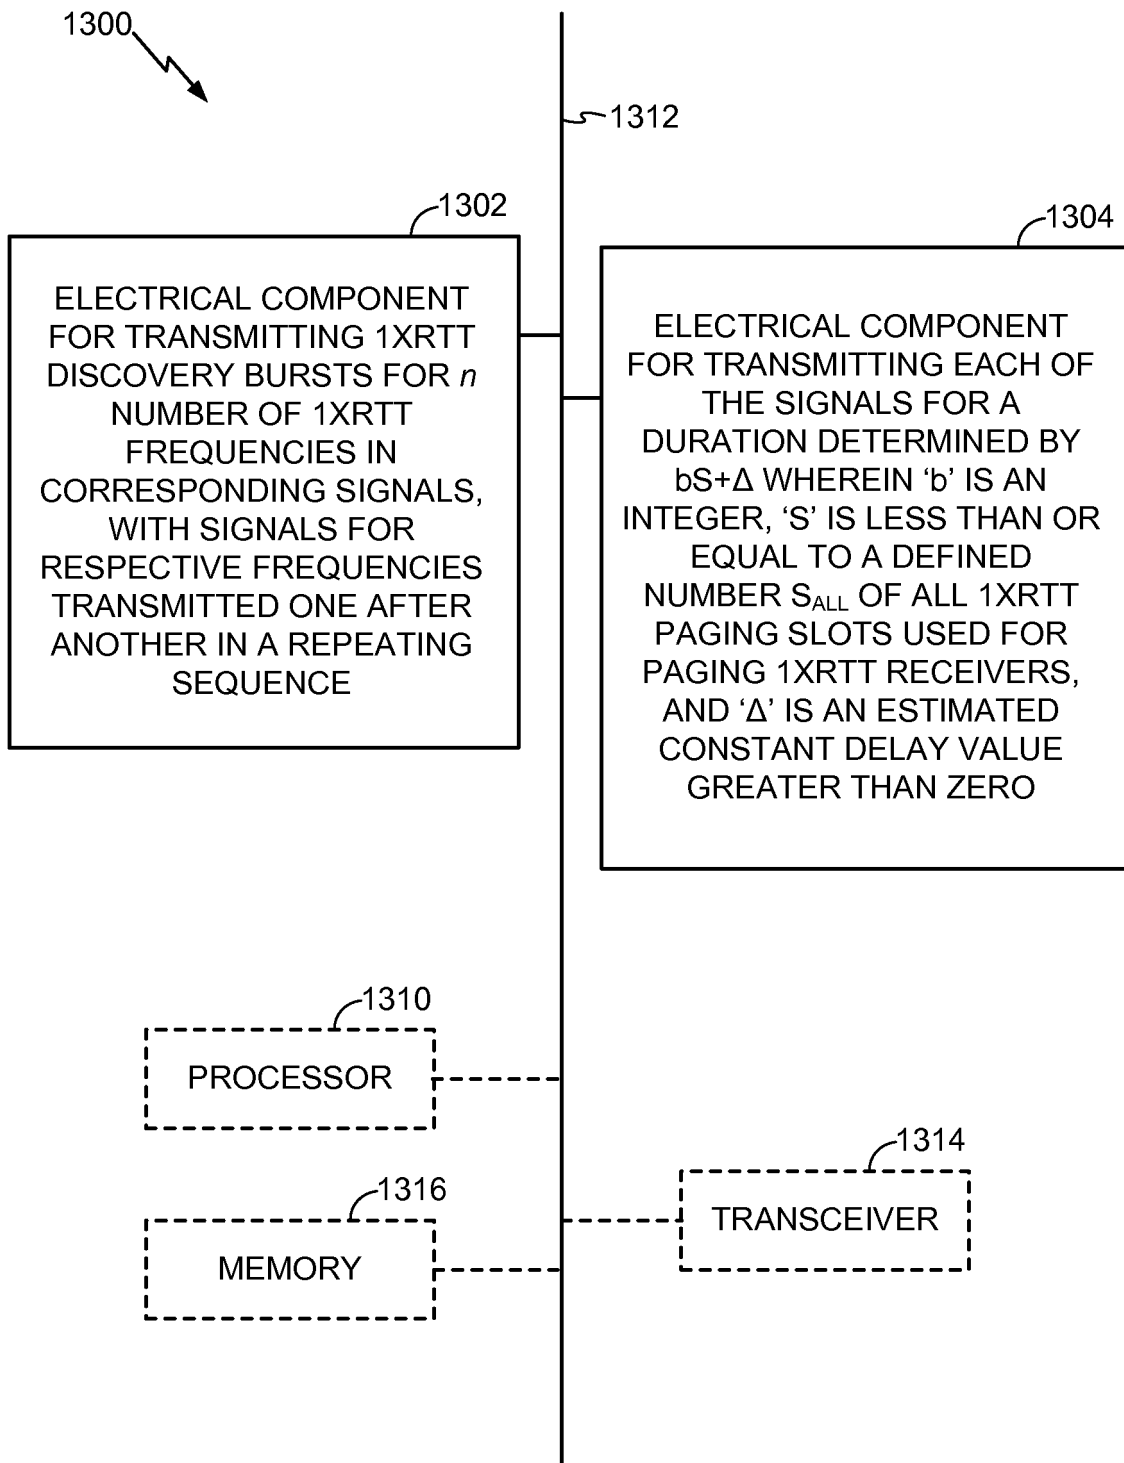 1300
1312
1302
ELECTRICAL COMPONENT
FOR TRANSMITTING 1XRTT
DISCOVERY BURSTS FOR n
NUMBER OF 1XRTT
FREQUENCIES IN
CORRESPONDING SIGNALS,
WITH SIGNALS FOR
RESPECTIVE FREQUENCIES
TRANSMITTED ONE AFTER
ANOTHER IN A REPEATING
SEQUENCE
1304
ELECTRICAL COMPONENT
FOR TRANSMITTING EACH OF
THE SIGNALS FOR A
DURATION DETERMINED BY
bS+Δ WHEREIN ‘b’ IS AN
INTEGER, ‘S’ IS LESS THAN OR
EQUAL TO A DEFINED
NUMBER SALL OF ALL 1XRTT
PAGING SLOTS USED FOR
PAGING 1XRTT RECEIVERS,
AND ‘Δ’ IS AN ESTIMATED
CONSTANT DELAY VALUE
GREATER THAN ZERO
1310
PROCESSOR
1314
TRANSCEIVER
1316
MEMORY